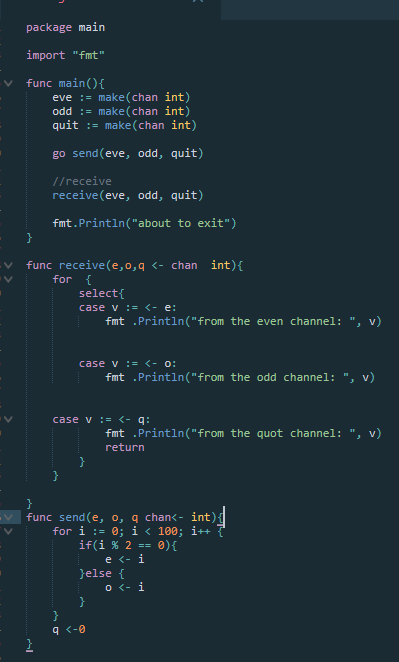 package main
import "fmt"
func main(){
eve := make(chan int)
odd := make(chan int)
quit := make(chan int)
go send(eve, odd, quit)
//receive
receive(eve, odd, quit)
fmt.Println("about to exit")
}
func receive(e,o,q <- chan  int){
for  {
select{
case v := <- e:
fmt .Println("from the even channel: ", v)
case v := <- o:
fmt .Println("from the odd channel: ", v)
case v := <- q:
fmt .Println("from the quot channel: ", v)
return
}
}
}
func send(e, o, q chan<- int){
for i := 0; i < 100; i++ {
if(i % 2 == 0){
e <- i
}else {
o <- i
}
}
q <-0
}